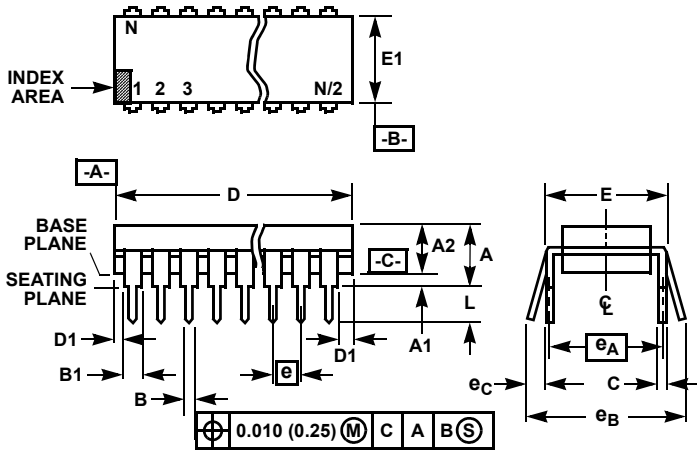 N
E1
INDEX
AREA
1 2 3 N/2
-B-
-A-
D
E
BASE
PLANE
A2
A
-C-
SEATING
PLANE
L
℄
D1
A1
D1
eA
B1
e
eC
C
B
eB
0.010 (0.25) Ⓜ C A B Ⓢ